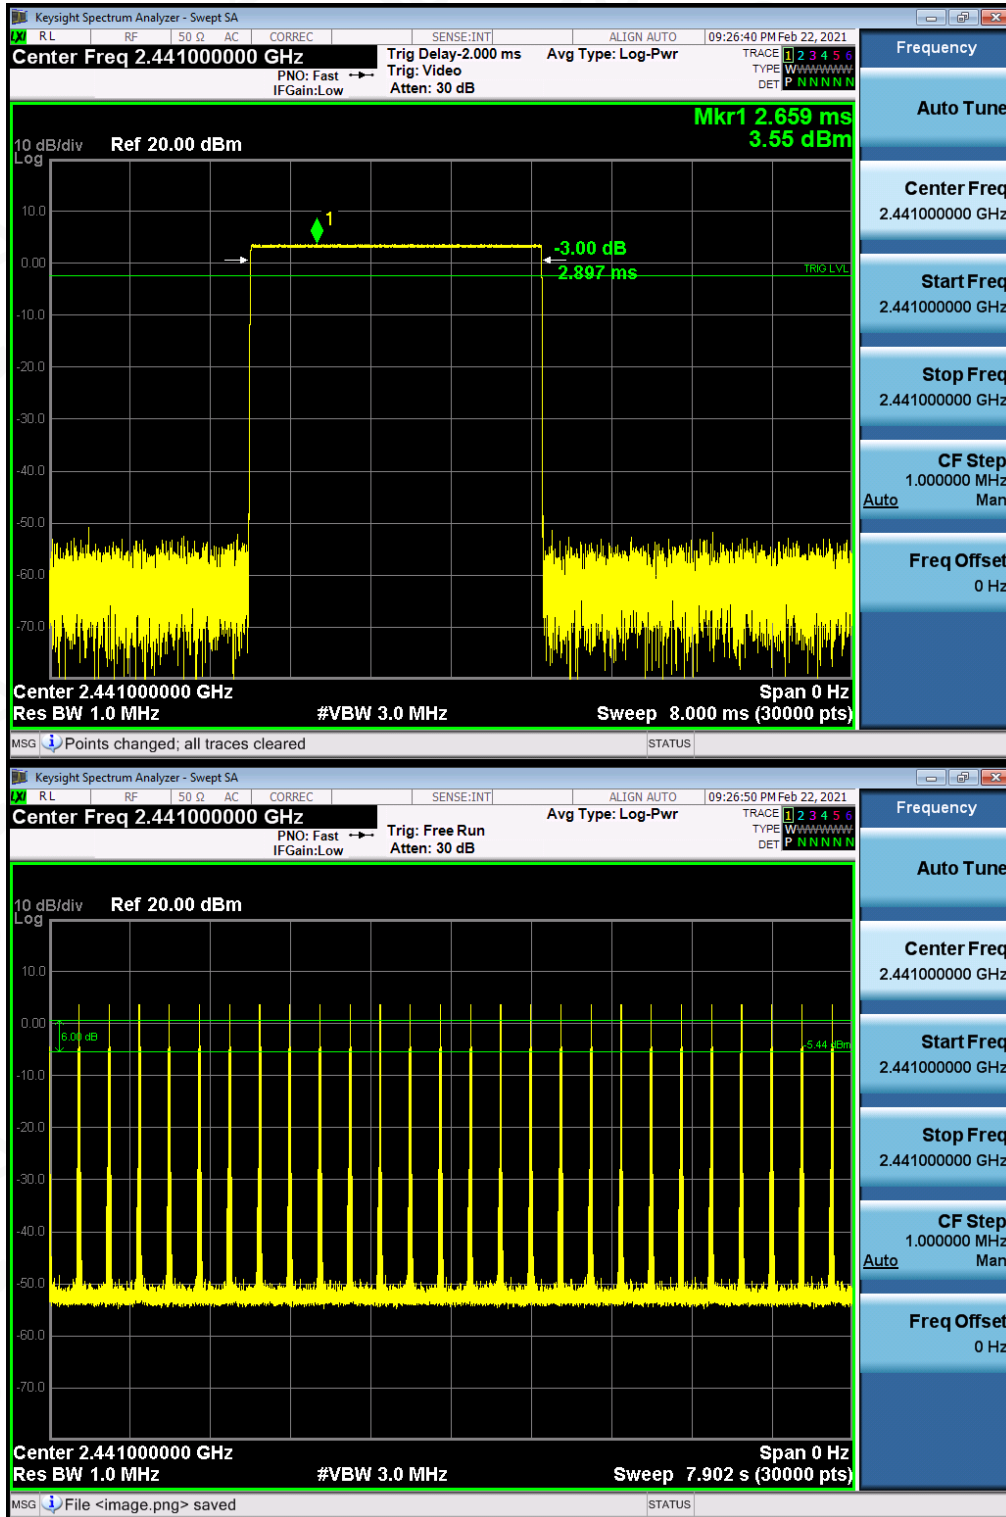 Keysight Spectrum Analyzer - Swept SA
LXI RL RF 50 Ω AC CORREC SENSE:INT ALIGN AUTO 09:26:40 PM Feb 22, 2021
Center Freq 2.441000000 GHz
PNO: Fast
IFGain:Low
Trig Delay-2.000 ms
Trig: Video
Atten: 30 dB
Avg Type: Log-Pwr
TRACE 1 2 3 4 5 6
TYPE WWWWWW
DET P N N N N N
Frequency
Mkr1 2.659 ms
3.55 dBm
10 dB/div Ref 20.00 dBm
Log
10.0
1
0.00
-3.00 dB
2.897 ms
TRIG LVL
-10.0
-20.0
-30.0
-40.0
-50.0
-60.0
-70.0
Center 2.441000000 GHz Span 0 Hz
Res BW 1.0 MHz #VBW 3.0 MHz Sweep 8.000 ms (30000 pts)
MSG Points changed; all traces cleared STATUS
Auto Tune
Center Freq
2.441000000 GHz
Start Freq
2.441000000 GHz
Stop Freq
2.441000000 GHz
CF Step
1.000000 MHz
Auto Man
Freq Offset
0 Hz
Keysight Spectrum Analyzer - Swept SA
LXI RL RF 50 Ω AC CORREC SENSE:INT ALIGN AUTO 09:26:50 PM Feb 22, 2021
Center Freq 2.441000000 GHz
PNO: Fast
IFGain:Low
Trig: Free Run
Atten: 30 dB
Avg Type: Log-Pwr
TRACE 1 2 3 4 5 6
TYPE WWWWWW
DET P N N N N N
Frequency
10 dB/div Ref 20.00 dBm
Log
10.0
0.00
6.00 dB
-5.44 dBm
-10.0
-20.0
-30.0
-40.0
-50.0
-60.0
-70.0
Center 2.441000000 GHz Span 0 Hz
Res BW 1.0 MHz #VBW 3.0 MHz Sweep 7.902 s (30000 pts)
MSG File <image.png> saved STATUS
Auto Tune
Center Freq
2.441000000 GHz
Start Freq
2.441000000 GHz
Stop Freq
2.441000000 GHz
CF Step
1.000000 MHz
Auto Man
Freq Offset
0 Hz